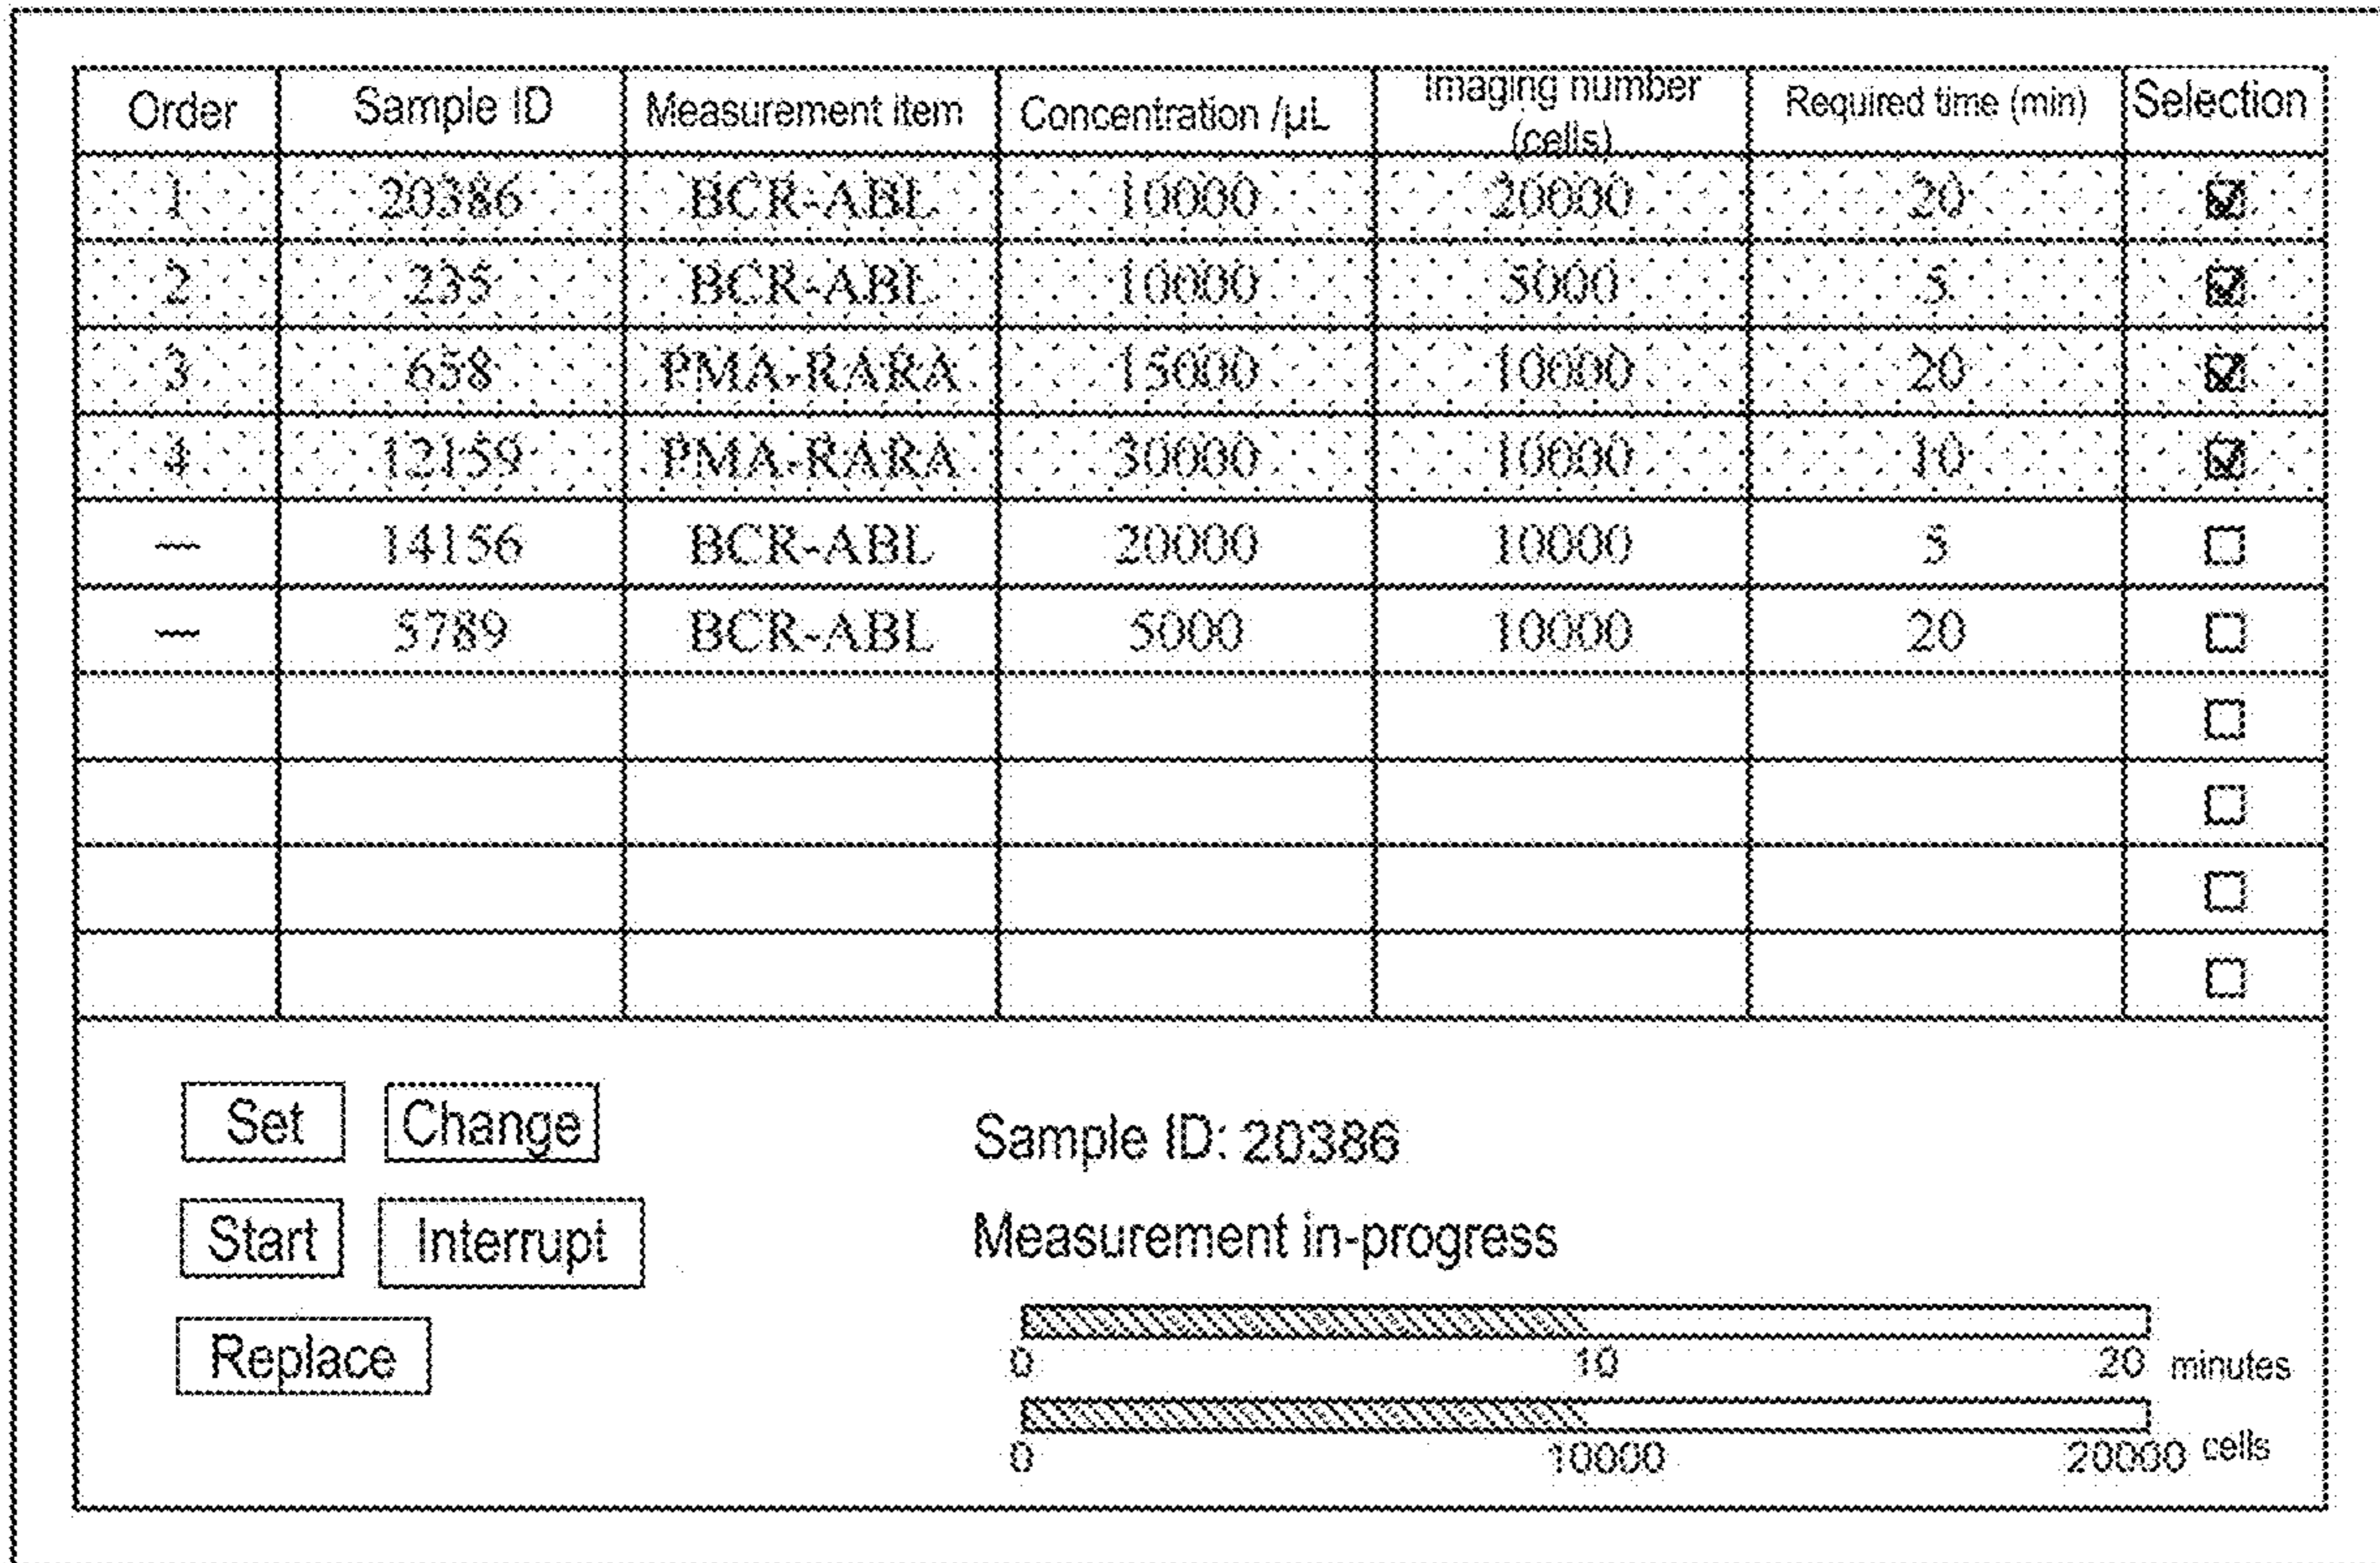 Order Sample ID Measurement item Concentration /µL Imaging number (cells) Required time (min) Selection
1 20386 BCR-ABL 10000 20000 20
2 235 BCR-ABL 10000 5000 5
3 658 PMA-RARA 15000 10000 20
4 12159 PMA-RARA 30000 10000 10
— 14156 BCR-ABL 20000 10000 5
— 5789 BCR-ABL 5000 10000 20
Set Change
Sample ID: 20386
Start Interrupt
Measurement in-progress
Replace
0 10 20 minutes
0 10000 20000 cells